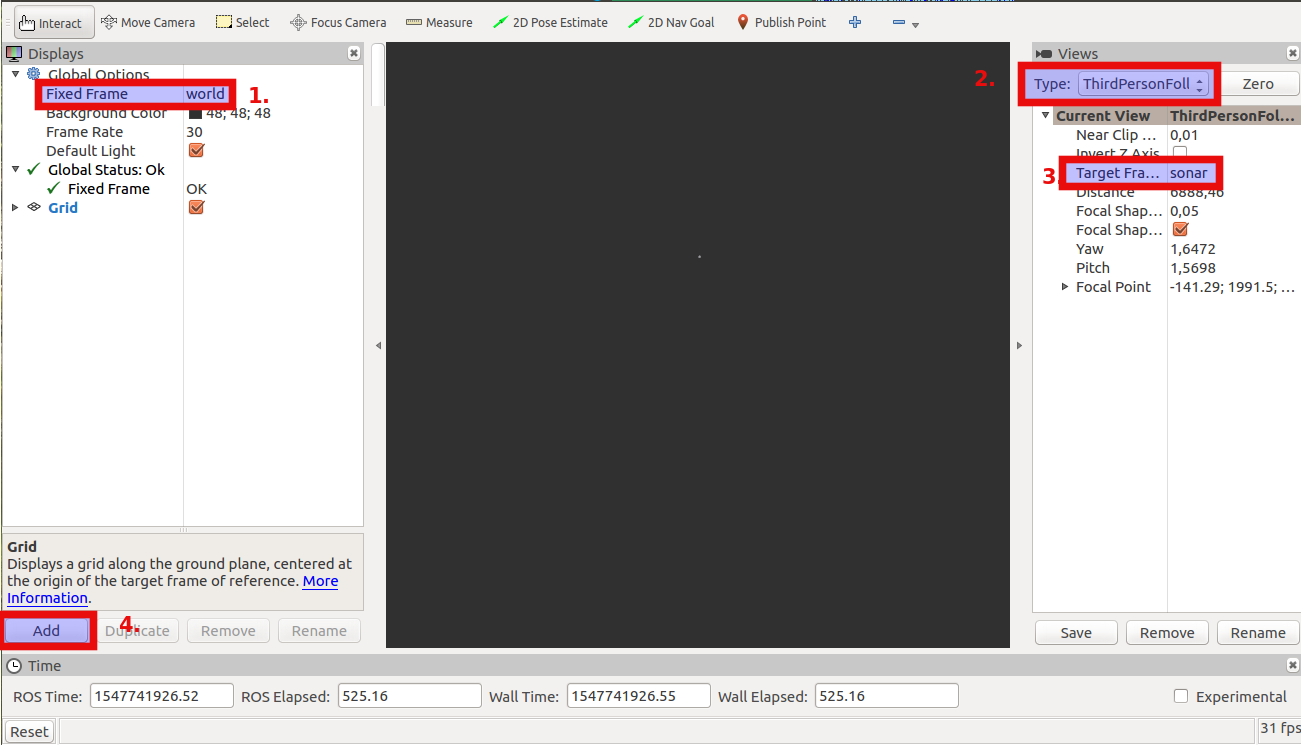 Interact Move Camera Select Focus Camera Measure 2D Pose Estimate 2D Nav Goal Publish Point
Displays
Global Options
Fixed Frame world
1.
Background Color 48; 48; 48
Frame Rate 30
Default Light
Global Status: Ok
Fixed Frame OK
Grid
Grid
Displays a grid along the ground plane, centered at
the origin of the target frame of reference. More
Information.
Add Duplicate Remove Rename
4.
2.
Views
Type: ThirdPersonFoll Zero
Current View ThirdPersonFol...
Near Clip ... 0,01
Invert Z Axis
3.
Target Fra... sonar
Distance 6888,46
Focal Shap... 0,05
Focal Shap...
Yaw 1,6472
Pitch 1,5698
Focal Point -141.29; 1991.5; ...
Save Remove Rename
Time
ROS Time: 1547741926.52 ROS Elapsed: 525.16 Wall Time: 1547741926.55 Wall Elapsed: 525.16 Experimental
Reset 31 fps